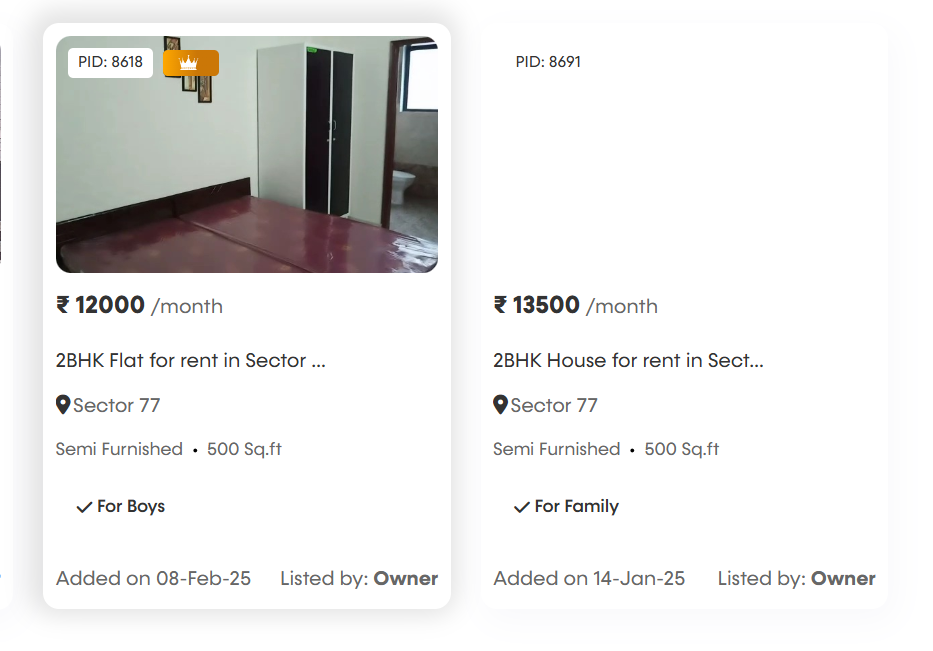 PID: 8618
₹ 12000 /month
2BHK Flat for rent in Sector ...
Sector 77
Semi Furnished • 500 Sq.ft
For Boys
Added on 08-Feb-25 Listed by: Owner
PID: 8691
₹ 13500 /month
2BHK House for rent in Sect...
Sector 77
Semi Furnished • 500 Sq.ft
For Family
Added on 14-Jan-25 Listed by: Owner